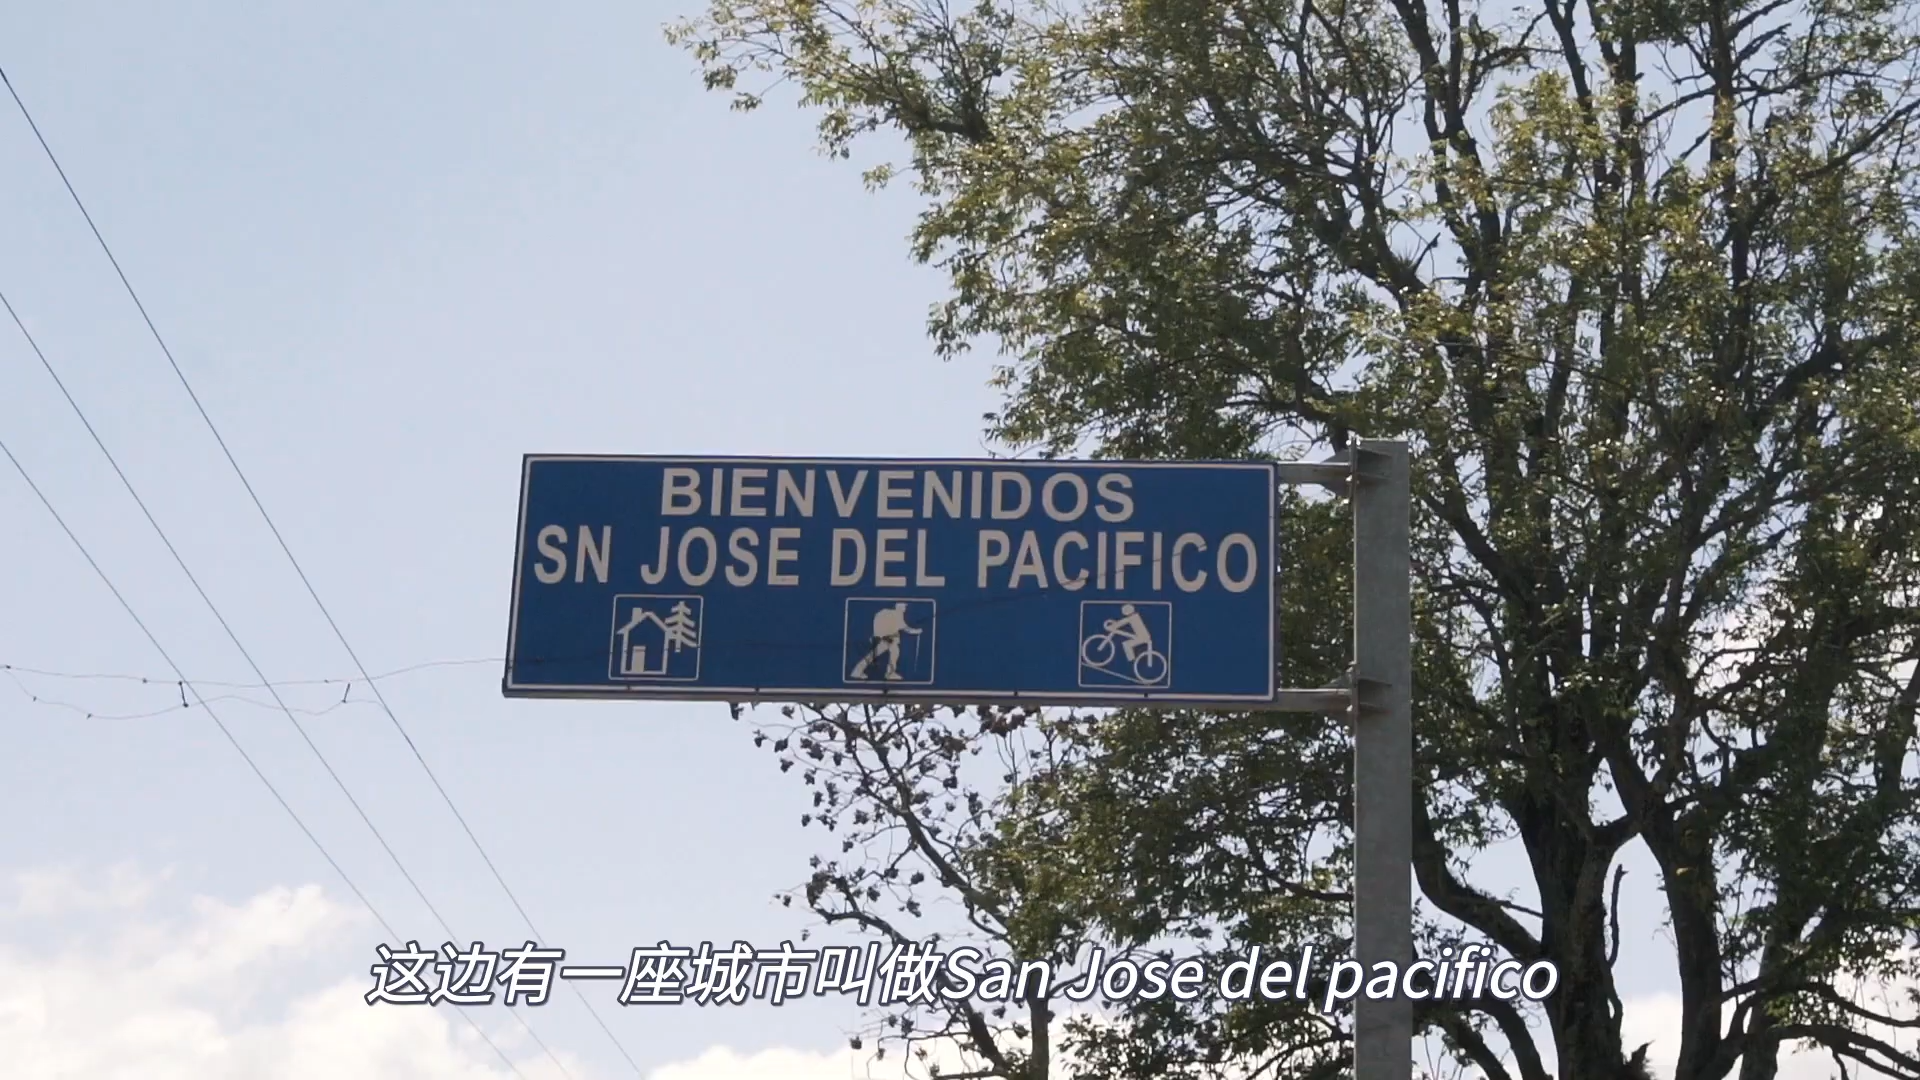 BIENVENIDOS
SN JOSE DEL PACIFICO
这边有一座城市叫做San Jose del pacifico